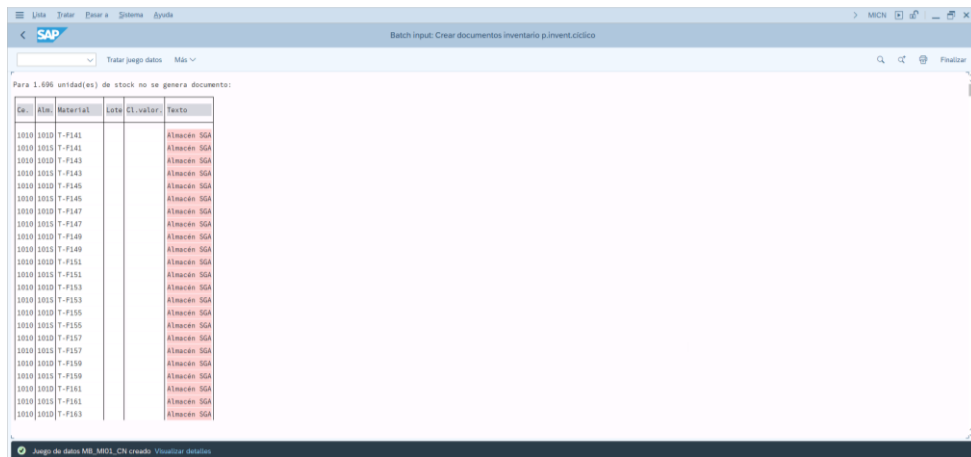 Lista Tratar Pasar a Sistema Ayuda MICN
SAP Batch input: Crear documentos inventario p.invent.cíclico
Tratar juego datos Más Finalizar
Para 1.696 unidad(es) de stock no se genera documento:
Ce. Alm. Material Lote Cl.valor. Texto
1010 101D T-F141 Almacén SGA
1010 101S T-F141 Almacén SGA
1010 101D T-F143 Almacén SGA
1010 101S T-F143 Almacén SGA
1010 101D T-F145 Almacén SGA
1010 101S T-F145 Almacén SGA
1010 101D T-F147 Almacén SGA
1010 101S T-F147 Almacén SGA
1010 101D T-F149 Almacén SGA
1010 101S T-F149 Almacén SGA
1010 101D T-F151 Almacén SGA
1010 101S T-F151 Almacén SGA
1010 101D T-F153 Almacén SGA
1010 101S T-F153 Almacén SGA
1010 101D T-F155 Almacén SGA
1010 101S T-F155 Almacén SGA
1010 101D T-F157 Almacén SGA
1010 101S T-F157 Almacén SGA
1010 101D T-F159 Almacén SGA
1010 101S T-F159 Almacén SGA
1010 101D T-F161 Almacén SGA
1010 101S T-F161 Almacén SGA
1010 101D T-F163 Almacén SGA
Juego de datos MB_MI01_CN creado Visualizar detalles